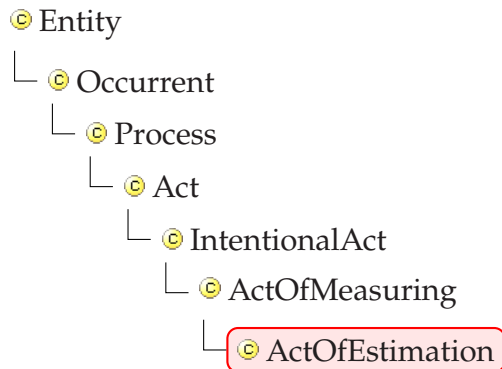 Entity
Occurrent
Process
Act
IntentionalAct
ActOfMeasuring
ActOfEstimation